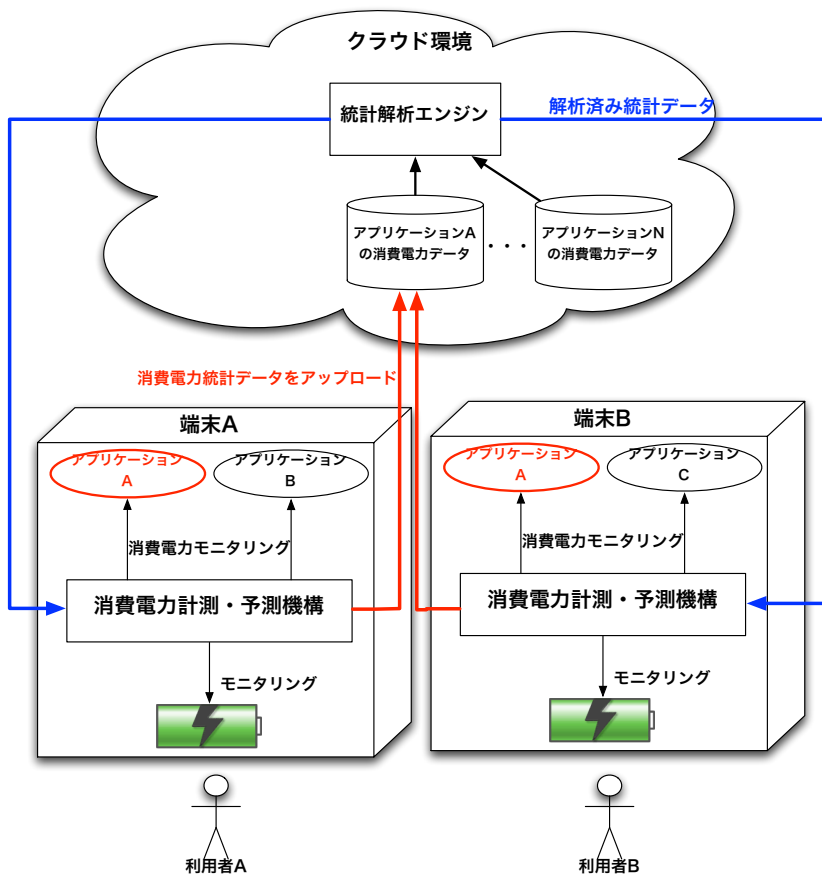 クラウド環境
統計解析エンジン
解析済み統計データ
アプリケーションA
の消費電力データ
・・・
アプリケーションN
の消費電力データ
消費電力統計データをアップロード
端末A
アプリケーション
A
アプリケーション
B
消費電力モニタリング
消費電力計測・予測機構
モニタリング
利用者A
端末B
アプリケーション
A
アプリケーション
C
消費電力モニタリング
消費電力計測・予測機構
モニタリング
利用者B